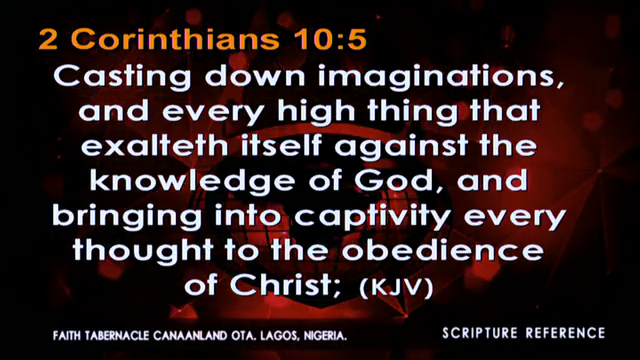 2 Corinthians 10:5
Casting down imaginations,
and every high thing that
exalteth itself against the
knowledge of God, and
bringing into captivity every
thought to the obedience
of Christ; (KJV)
FAITH TABERNACLE CANAANLAND OTA. LAGOS, NIGERIA.
SCRIPTURE REFERENCE